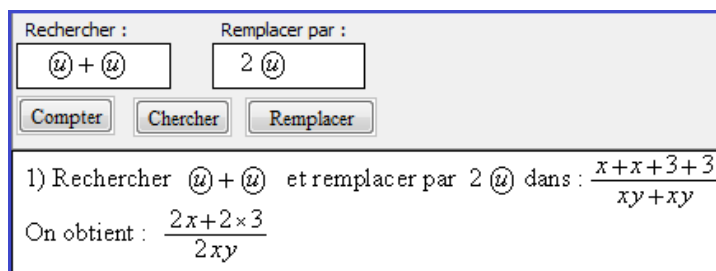 Rechercher : Remplacer par :
ⓤ + ⓤ 2 ⓤ
Compter Chercher Remplacer
1) Rechercher ⓤ + ⓤ et remplacer par 2 ⓤ dans : (x+x+3+3)/(xy+xy)
On obtient : (2x+2×3)/(2xy)